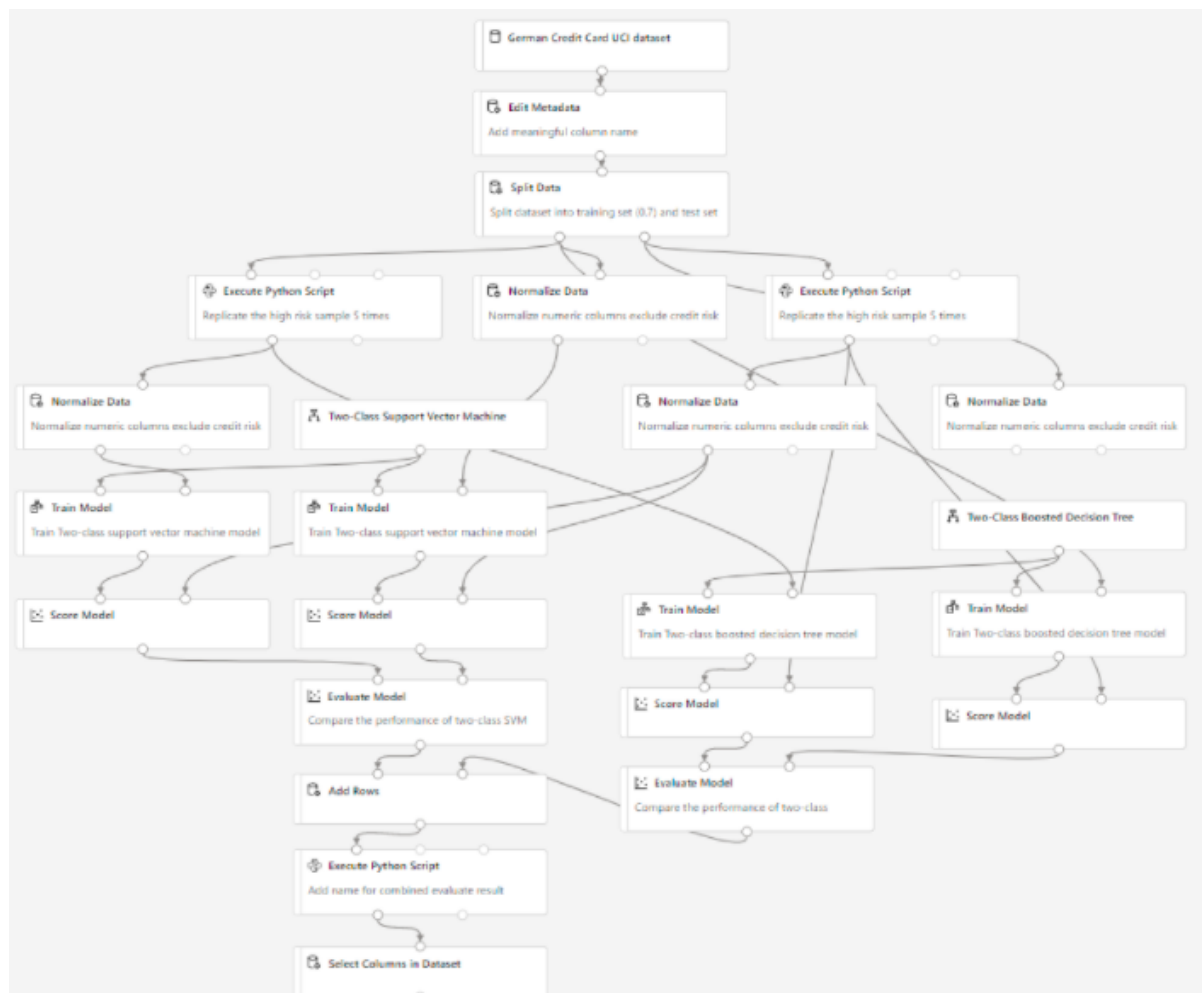 German Credit Card UCI dataset
Edit Metadata
Add meaningful column name
Split Data
Split dataset into training set (0.7) and test set
Execute Python Script
Replicate the high risk sample 5 times
Normalize Data
Normalize numeric columns exclude credit risk
Execute Python Script
Replicate the high risk sample 5 times
Normalize Data
Normalize numeric columns exclude credit risk
Two-Class Support Vector Machine
Normalize Data
Normalize numeric columns exclude credit risk
Normalize Data
Normalize numeric columns exclude credit risk
Train Model
Train Two-class support vector machine model
Train Model
Train Two-class support vector machine model
Two-Class Boosted Decision Tree
Score Model
Score Model
Train Model
Train Two-class boosted decision tree model
Train Model
Train Two-class boosted decision tree model
Evaluate Model
Compare the performance of two-class SVM
Score Model
Score Model
Add Rows
Evaluate Model
Compare the performance of two-class
Execute Python Script
Add name for combined evaluate result
Select Columns in Dataset